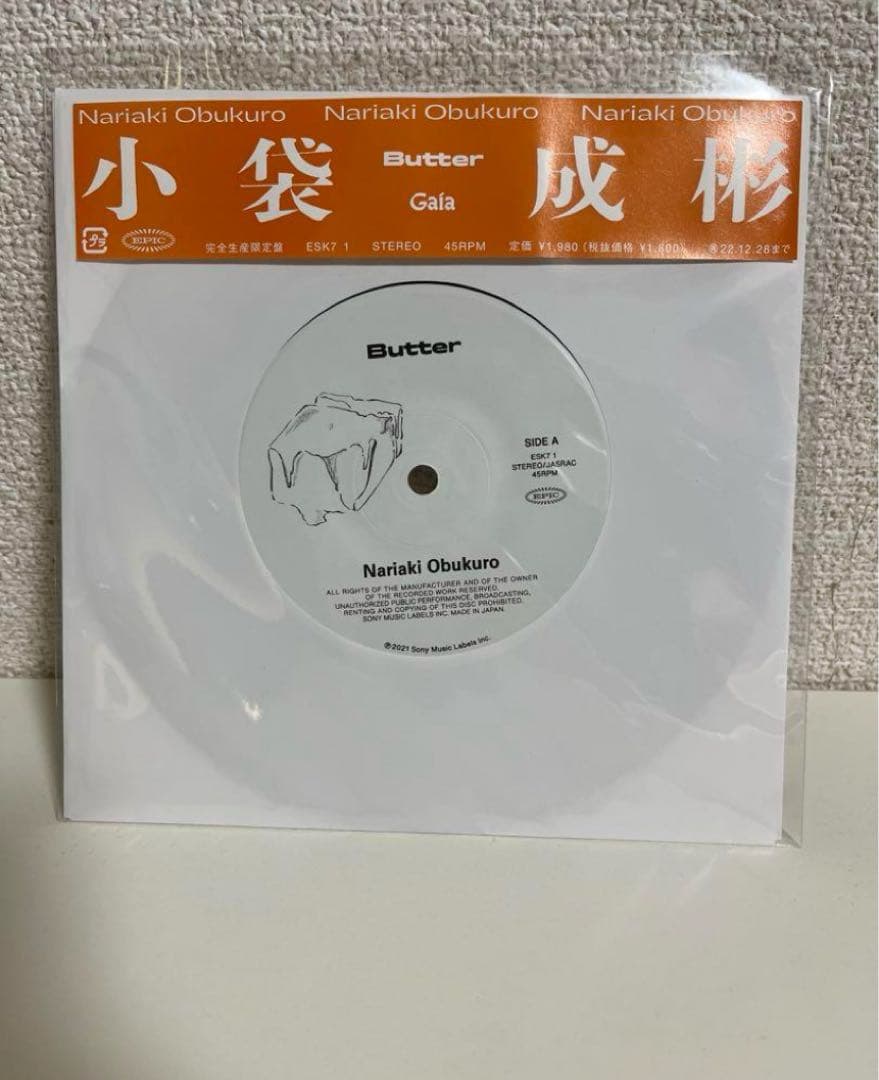 Nariaki Obukuro Nariaki Obukuro Nariaki Obukuro
小袋 成彬
Butter
Gaía
プラ EPIC 完全生産限定盤 ESK7 1 STEREO 45RPM 定価 ¥1,980 (税抜価格 ¥1,800) Ⓡ22.12.28まで
Butter
SIDE A
ESK7 1
STEREO/JASRAC
45RPM
EPIC
Nariaki Obukuro
ALL RIGHTS OF THE MANUFACTURER AND OF THE OWNER
OF THE RECORDED WORK RESERVED.
UNAUTHORIZED PUBLIC PERFORMANCE, BROADCASTING,
RENTING AND COPYING OF THIS DISC PROHIBITED.
SONY MUSIC LABELS INC. MADE IN JAPAN.
℗2021 Sony Music Labels Inc.